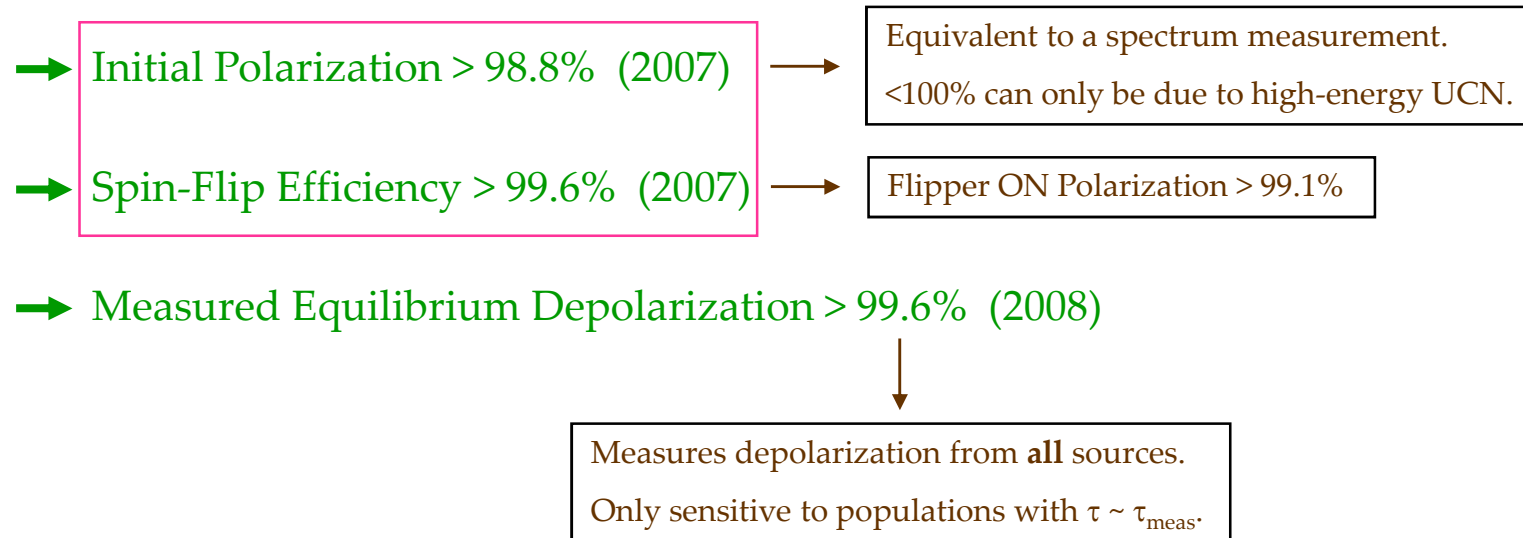 Initial Polarization > 98.8% (2007)
Equivalent to a spectrum measurement.
<100% can only be due to high-energy UCN.
Spin-Flip Efficiency > 99.6% (2007)
Flipper ON Polarization > 99.1%
Measured Equilibrium Depolarization > 99.6% (2008)
Measures depolarization from all sources.
Only sensitive to populations with τ ~ τmeas.